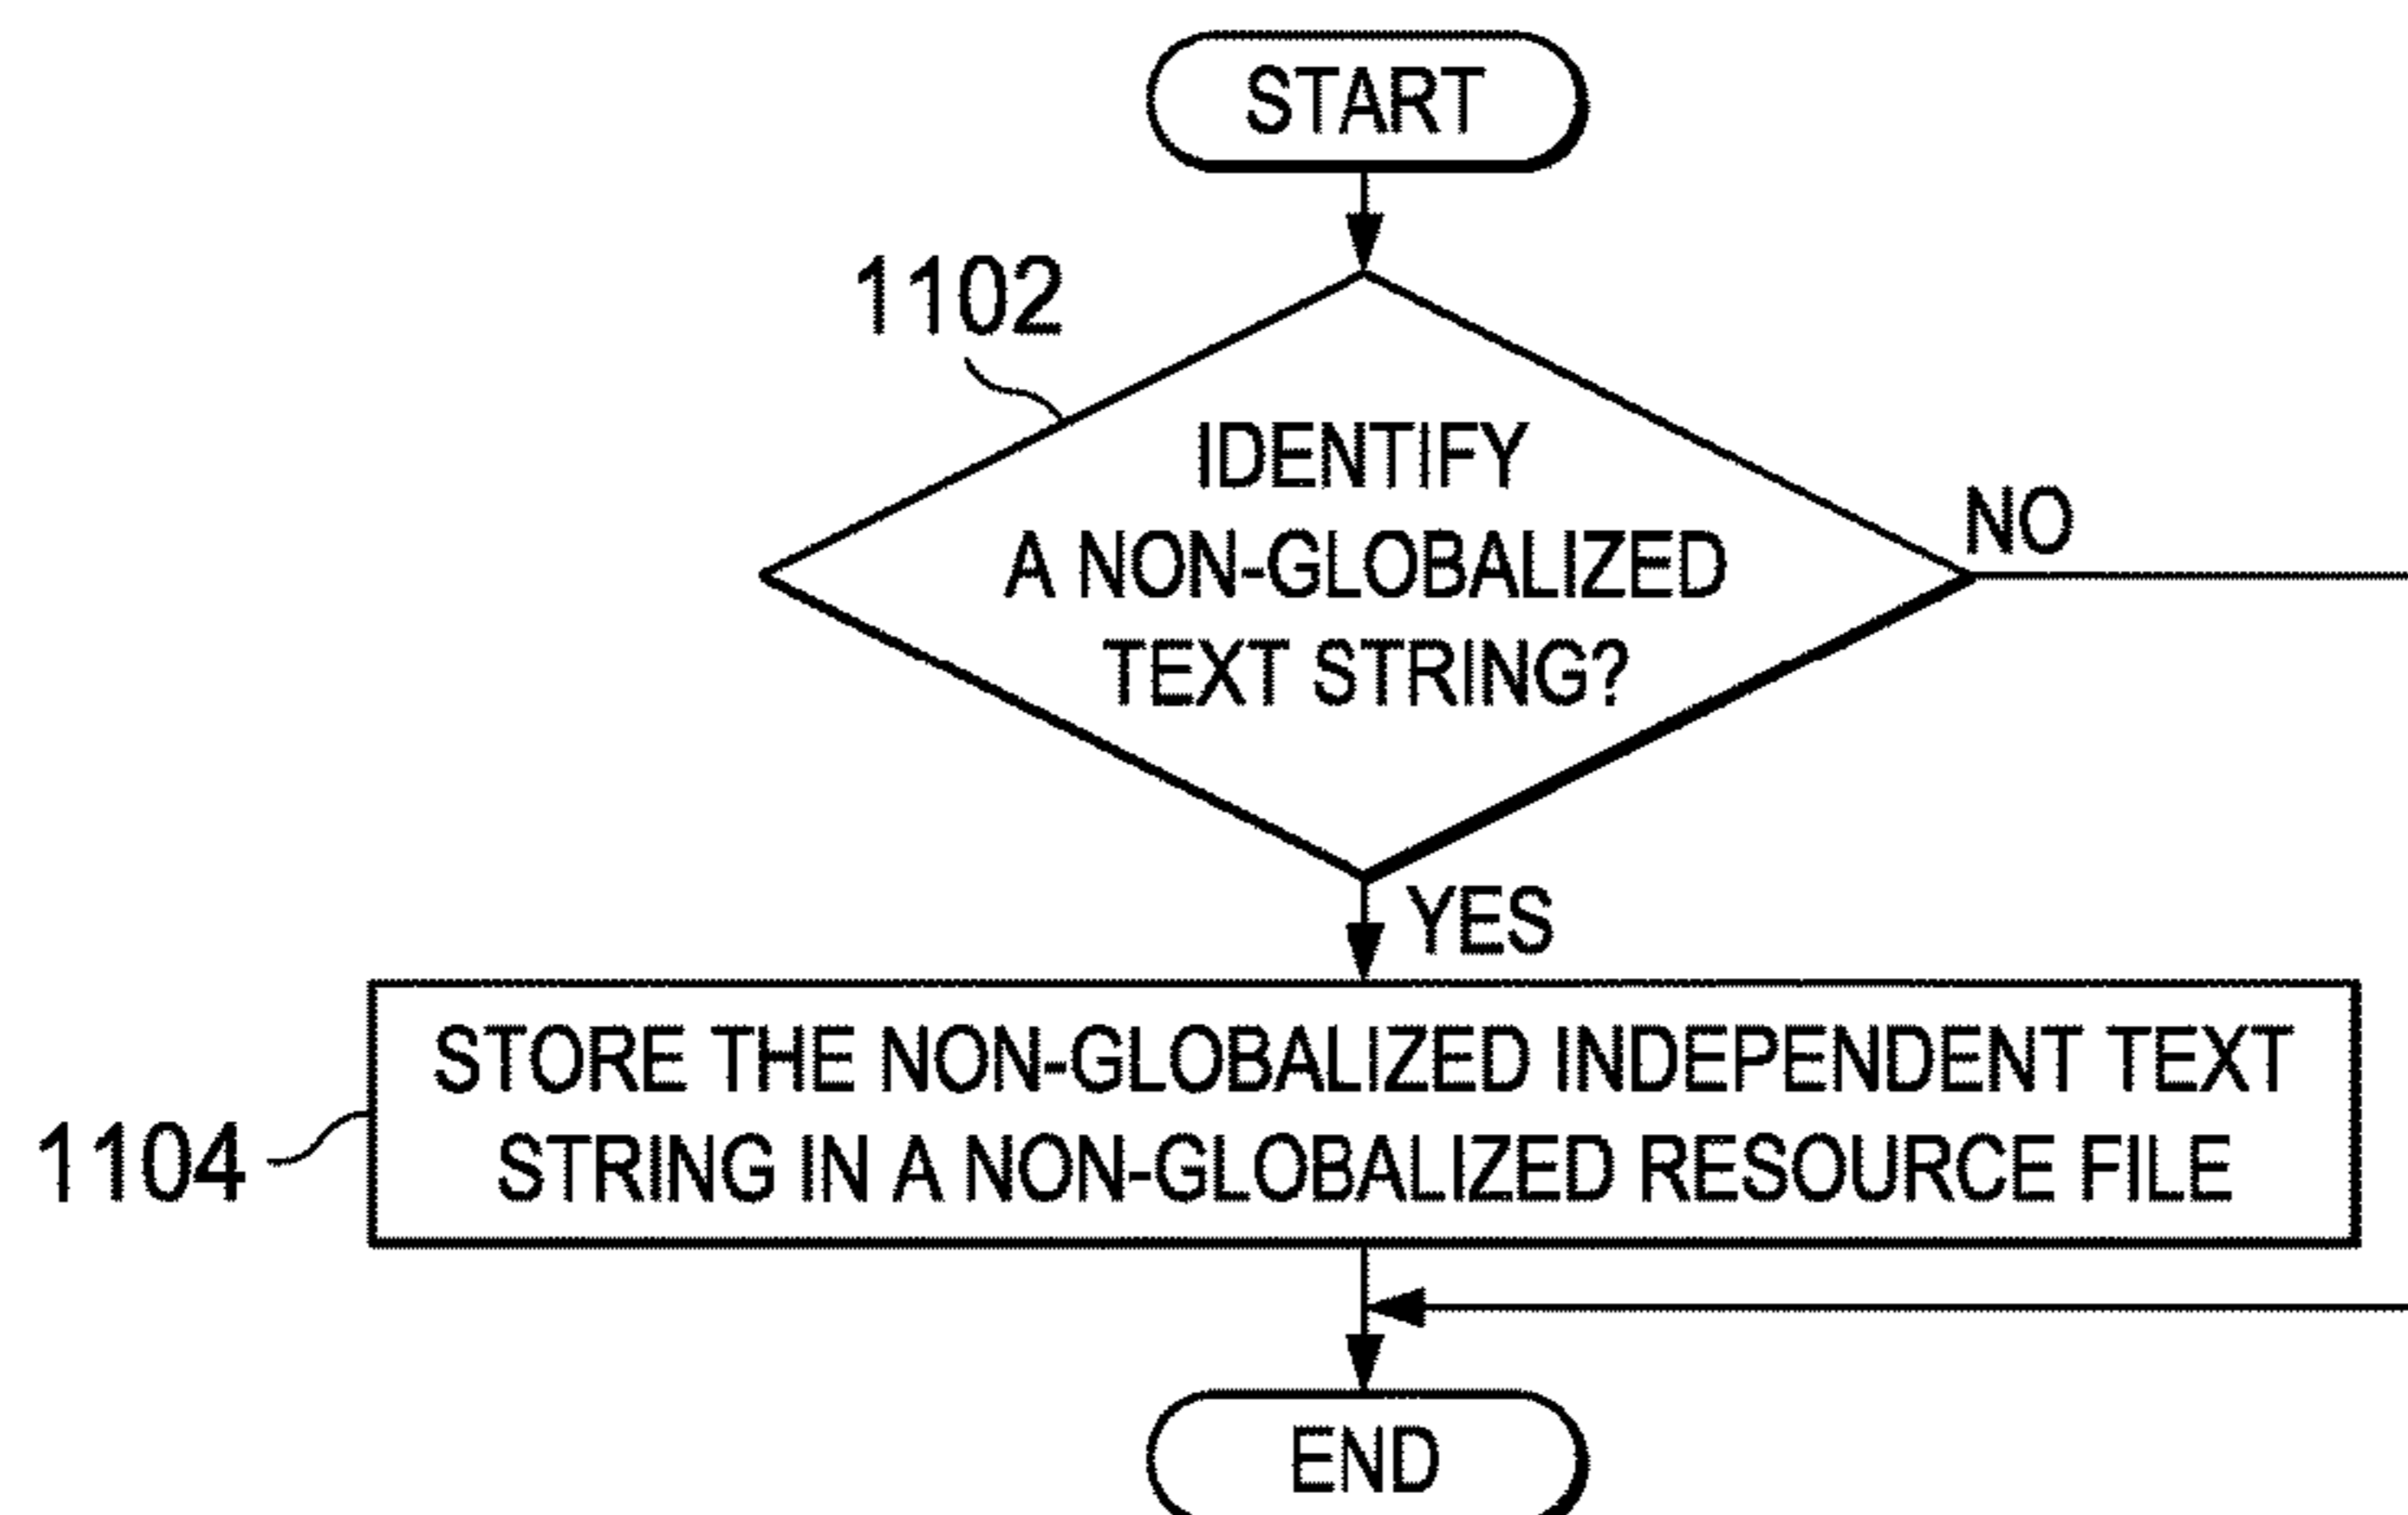 START
1102
IDENTIFY
A NON-GLOBALIZED
TEXT STRING?
NO
YES
STORE THE NON-GLOBALIZED INDEPENDENT TEXT
STRING IN A NON-GLOBALIZED RESOURCE FILE
1104
END